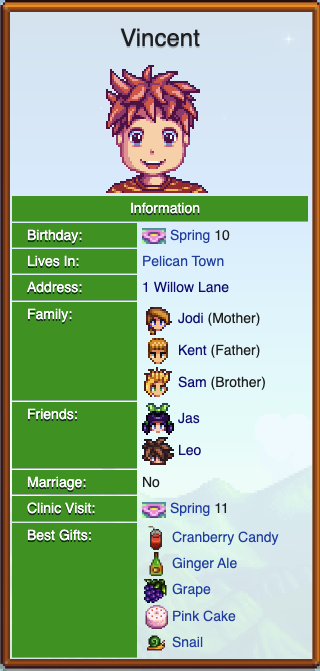 Vincent
Information
Birthday: Spring 10
Lives In: Pelican Town
Address: 1 Willow Lane
Family: Jodi (Mother)
Kent (Father)
Sam (Brother)
Friends: Jas
Leo
Marriage: No
Clinic Visit: Spring 11
Best Gifts: Cranberry Candy
Ginger Ale
Grape
Pink Cake
Snail